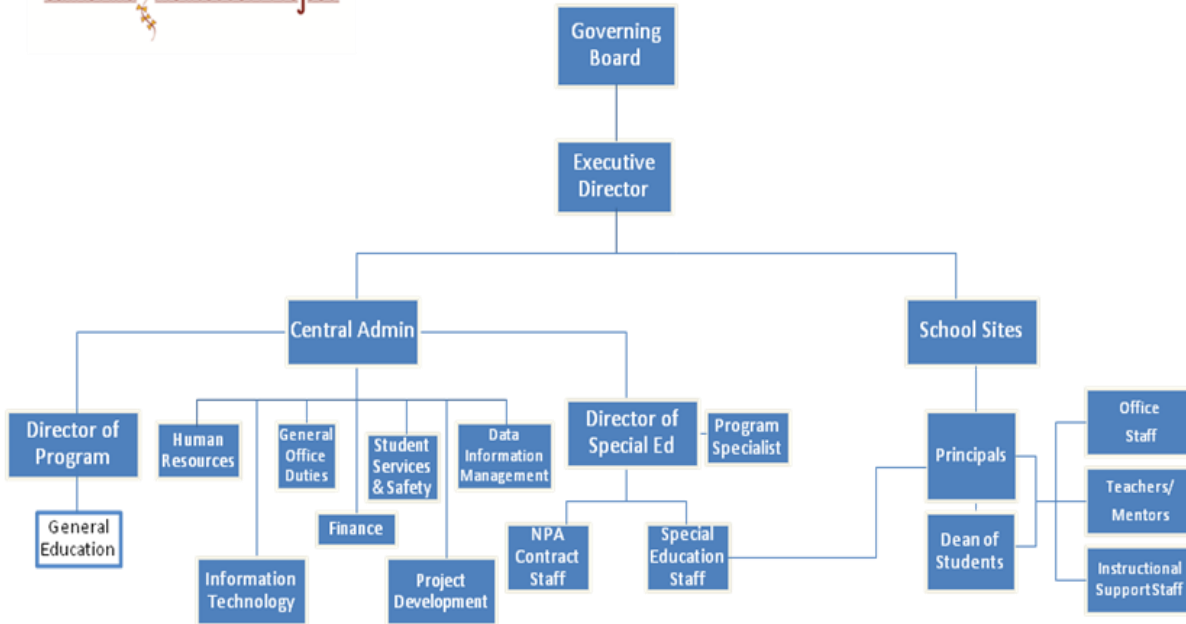 Governing
Board
Executive
Director
Central Admin
School Sites
Director of
Program
Human
Resources
General
Office
Duties
Student
Services
& Safety
Data
Information
Management
Director of
Special Ed
Program
Specialist
Principals
Office
Staff
Teachers/
Mentors
Instructional
Support Staff
General
Education
Finance
Information
Technology
Project
Development
NPA
Contract
Staff
Special
Education
Staff
Dean of
Students